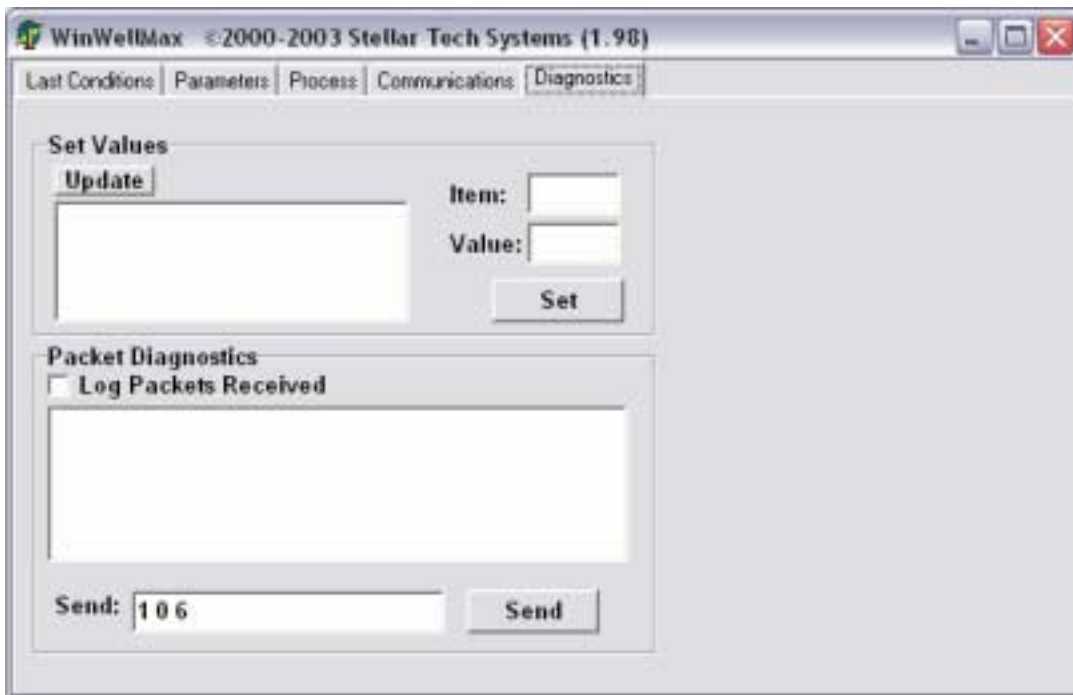 WinWellMax ©2000-2003 Stellar Tech Systems (1.98)
Last Conditions Parameters Process Communications Diagnostics
Set Values
Update
Item:
Value:
Set
Packet Diagnostics
Log Packets Received
Send: 1 0 6 Send